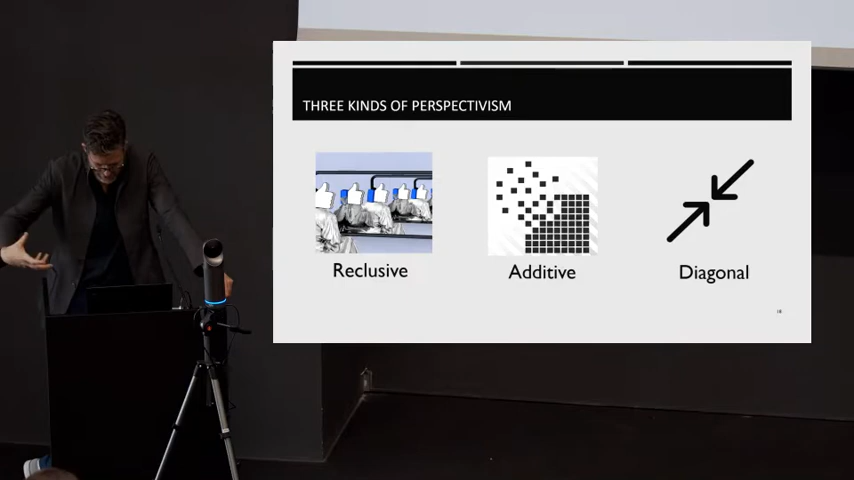 THREE KINDS OF PERSPECTIVISM
Reclusive
Additive
Diagonal